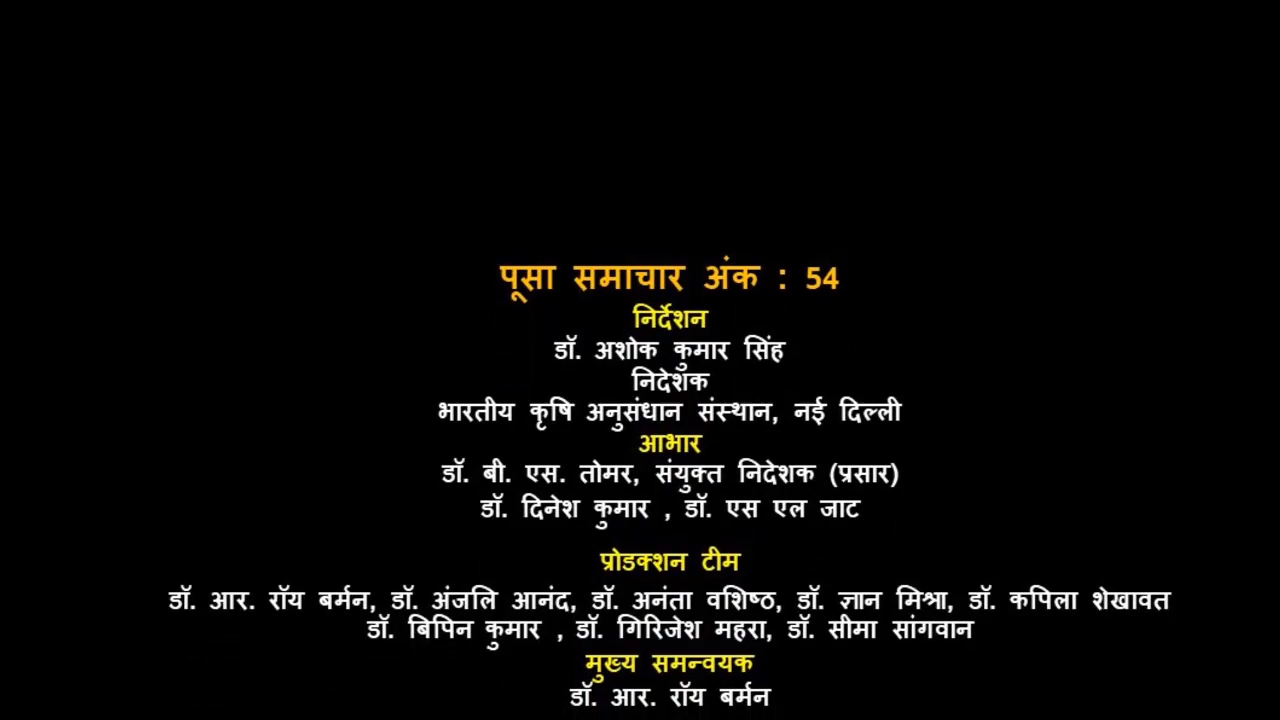 पूसा समाचार अंक : 54
निर्देशन
डॉ. अशोक कुमार सिंह
निदेशक
भारतीय कृषि अनुसंधान संस्थान, नई दिल्ली
आभार
डॉ. बी. एस. तोमर, संयुक्त निदेशक (प्रसार)
डॉ. दिनेश कुमार , डॉ. एस एल जाट
प्रोडक्शन टीम
डॉ. आर. रॉय बर्मन, डॉ. अंजलि आनंद, डॉ. अनंता वशिष्ठ, डॉ. ज्ञान मिश्रा, डॉ. कपिला शेखावत
डॉ. बिपिन कुमार , डॉ. गिरिजेश महरा, डॉ. सीमा सांगवान
मुख्य समन्वयक
डॉ. आर. रॉय बर्मन